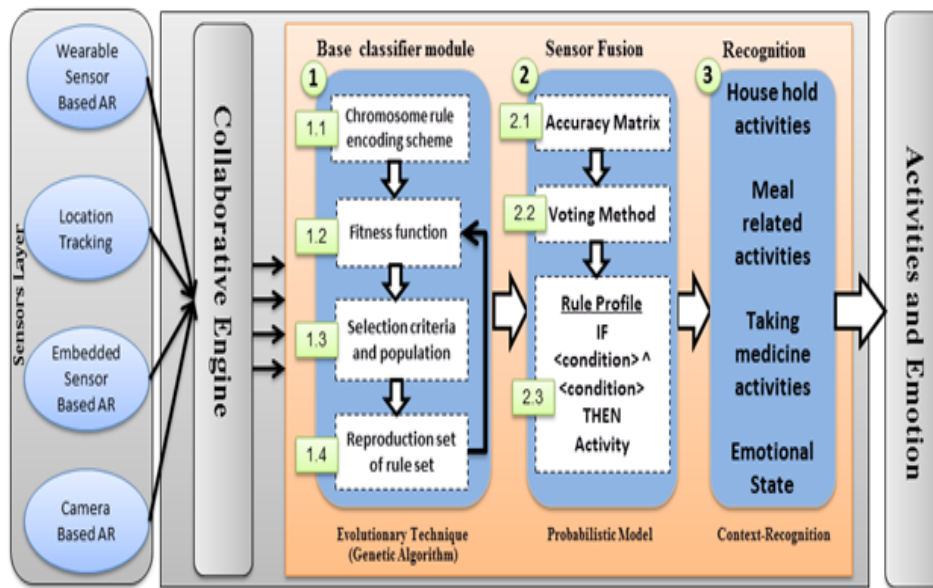 Sensors Layer
Wearable
Sensor
Based AR
Location
Tracking
Embedded
Sensor
Based AR
Camera
Based AR
Collaborative Engine
Base classifier module
1
1.1
Chromosome rule
encoding scheme
1.2
Fitness function
1.3
Selection criteria
and population
1.4
Reproduction set
of rule set
Evolutionary Technique
(Genetic Algorithm)
Sensor Fusion
2
2.1
Accuracy Matrix
2.2
Voting Method
2.3
Rule Profile
IF
<condition> ^
<condition>
THEN
Activity
Probabilistic Model
Recognition
3
House hold
activities
Meal
related
activities
Taking
medicine
activities
Emotional
State
Context-Recognition
Activities and Emotion